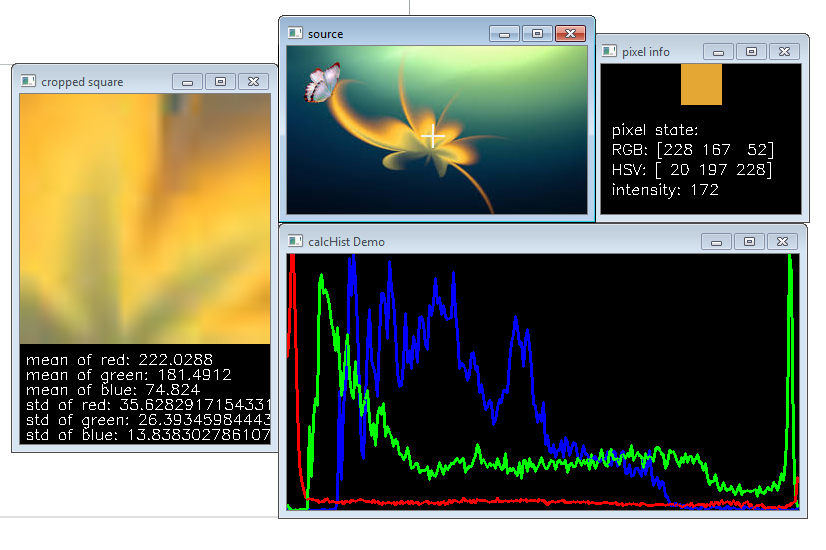 source
pixel info
cropped square
pixel state:
RGB: [228 167  52]
HSV: [ 20 197 228]
intensity: 172
calcHist Demo
mean of red: 222.0288
mean of green: 181.4912
mean of blue: 74.824
std of red: 35.6282917154331
std of green: 26.39345984443
std of blue: 13.838302786107